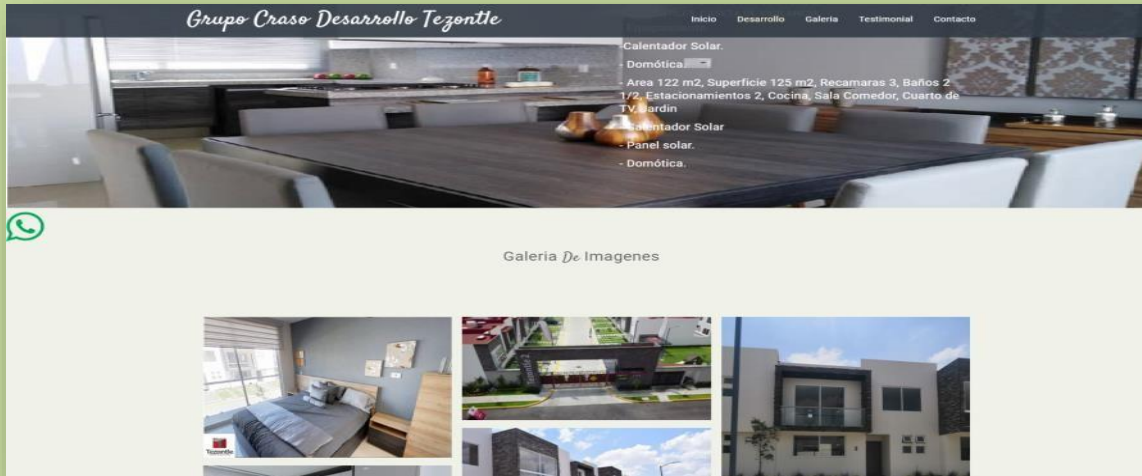 Grupo Craso Desarrollo Tezontle
Inicio Desarrollo Galeria Testimonial Contacto
-Calentador Solar.
- Domótica.
- Area 122 m2, Superficie 125 m2, Recamaras 3, Baños 2
1/2, Estacionamientos 2, Cocina, Sala Comedor, Cuarto de
TV, Jardin
- Calentador Solar
- Panel solar.
- Domótica.
Galeria De Imagenes
Tezontle